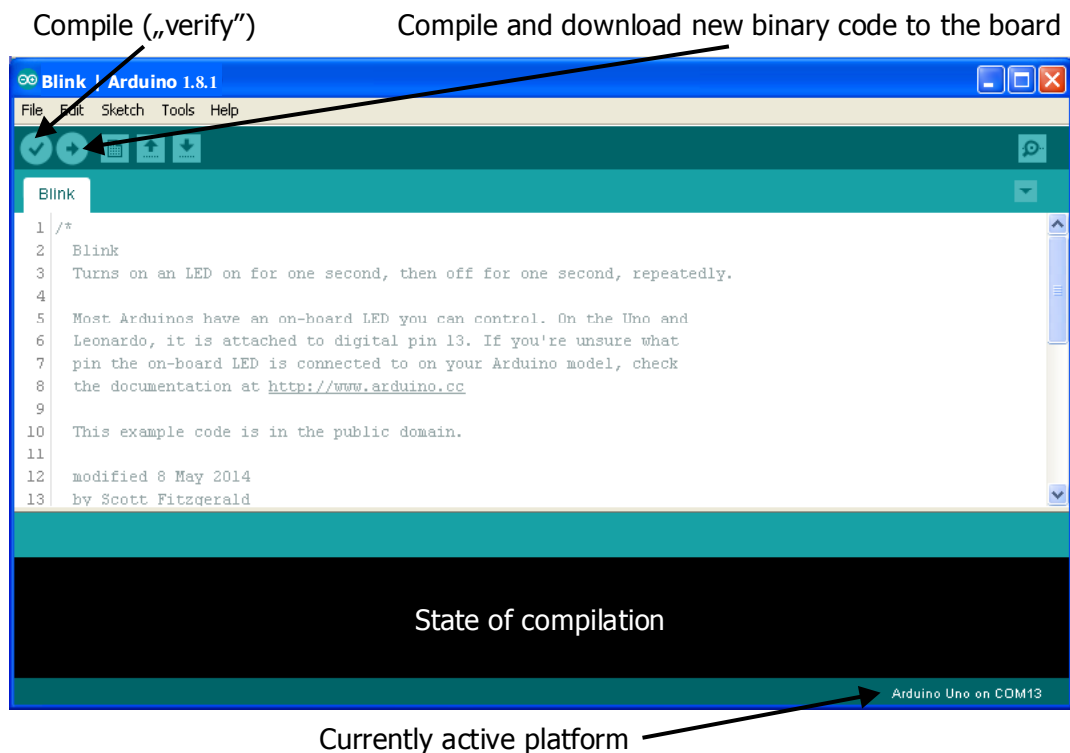 Compile („verify”)
Compile and download new binary code to the board
Blink | Arduino 1.8.1
File Edit Sketch Tools Help
Blink
1 /*
2 Blink
3 Turns on an LED on for one second, then off for one second, repeatedly.
4
5 Most Arduinos have an on-board LED you can control. On the Uno and
6 Leonardo, it is attached to digital pin 13. If you're unsure what
7 pin the on-board LED is connected to on your Arduino model, check
8 the documentation at http://www.arduino.cc
9
10 This example code is in the public domain.
11
12 modified 8 May 2014
13 by Scott Fitzgerald
State of compilation
Arduino Uno on COM13
Currently active platform